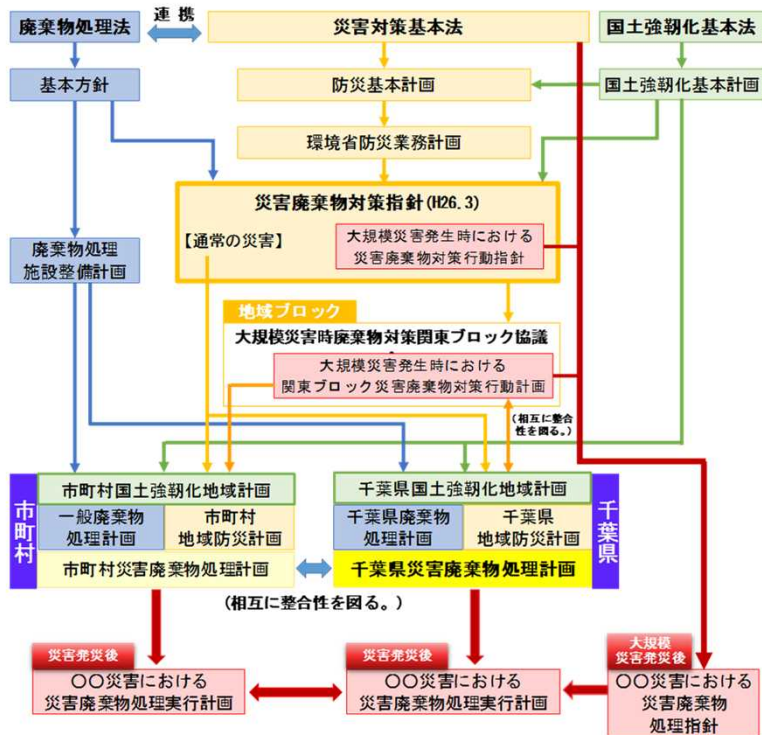 廃棄物処理法
連 携
災害対策基本法
国土強靭化基本法
基本方針
防災基本計画
国土強靭化基本計画
環境省防災業務計画
災害廃棄物対策指針(H26.3)
【通常の災害】
大規模災害発生時における
災害廃棄物対策行動指針
廃棄物処理
施設整備計画
地域ブロック
大規模災害時廃棄物対策関東ブロック協議
大規模災害発生時における
関東ブロック災害廃棄物対策行動計画
(相互に整合
性を図る。)
市町村
市町村国土強靭化地域計画
一般廃棄物
処理計画
市町村
地域防災計画
市町村災害廃棄物処理計画
千葉県国土強靭化地域計画
千葉県廃棄物
処理計画
千葉県
地域防災計画
千葉県災害廃棄物処理計画
千葉県
(相互に整合性を図る。)
災害発災後
〇〇災害における
災害廃棄物処理実行計画
災害発災後
〇〇災害における
災害廃棄物処理実行計画
大規模
災害発災後
〇〇災害における
災害廃棄物
処理指針